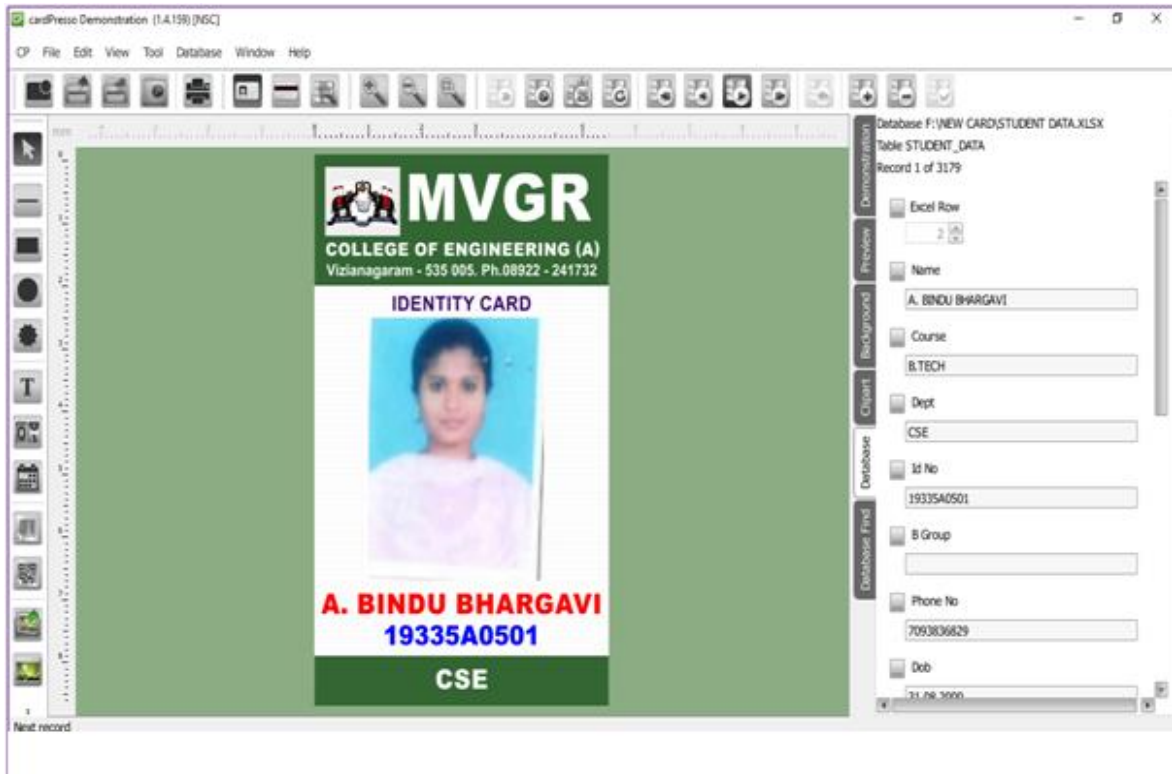 cardPresso Demonstration (1.4.159) [NSC]
CP File Edit View Tool Database Window Help
mm
MVGR
COLLEGE OF ENGINEERING (A)
Vizianagaram - 535 005. Ph.08922 - 241732
IDENTITY CARD
A. BINDU BHARGAVI
19335A0501
CSE
Demonstration
Preview
Background
Clipart
Database
Database Find
Database F:\NEW CARD\STUDENT DATA.XLSX
Table STUDENT_DATA
Record 1 of 3179
Excel Row
2
Name
A. BINDU BHARGAVI
Course
B.TECH
Dept
CSE
Id No
19335A0501
B Group
Phone No
7093836829
Dob
Next record